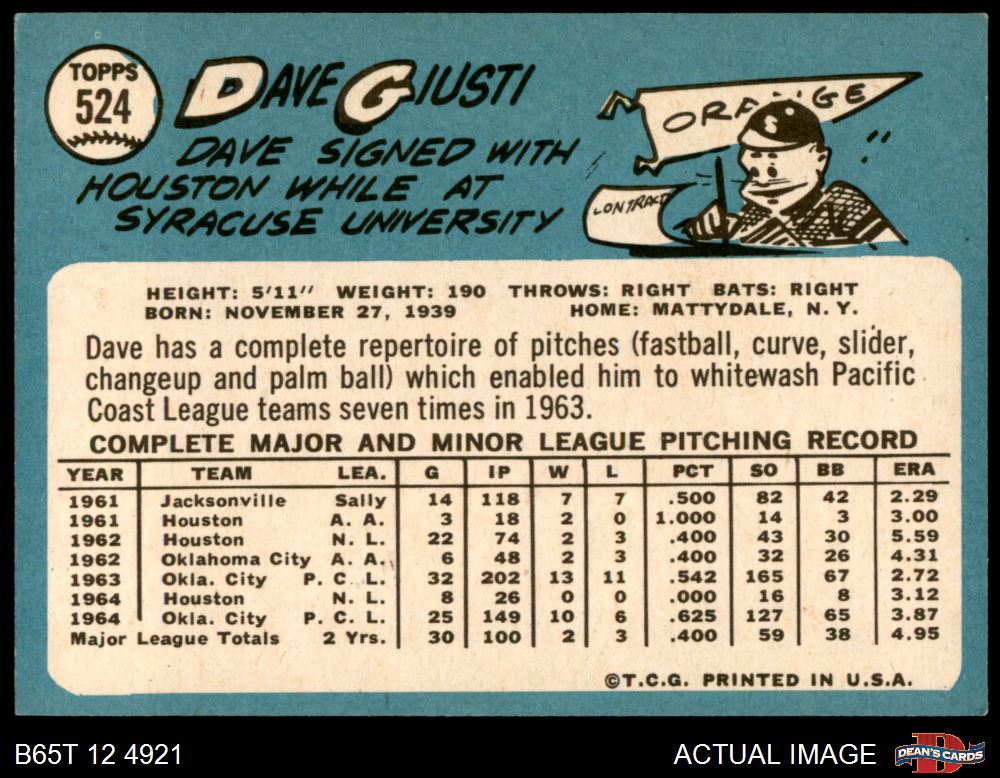 TOPPS
524
DAVE GIUSTI
DAVE SIGNED WITH
HOUSTON WHILE AT
SYRACUSE UNIVERSITY
ORANGE
S
CONTRACT
HEIGHT: 5'11" WEIGHT: 190 THROWS: RIGHT BATS: RIGHT
BORN: NOVEMBER 27, 1939 HOME: MATTYDALE, N. Y.
Dave has a complete repertoire of pitches (fastball, curve, slider,
changeup and palm ball) which enabled him to whitewash Pacific
Coast League teams seven times in 1963.
COMPLETE MAJOR AND MINOR LEAGUE PITCHING RECORD
YEAR TEAM LEA. G IP W L PCT SO BB ERA
1961 Jacksonville Sally 14 118 7 7 .500 82 42 2.29
1961 Houston A. A. 3 18 2 0 1.000 14 3 3.00
1962 Houston N. L. 22 74 2 3 .400 43 30 5.59
1962 Oklahoma City A. A. 6 48 2 3 .400 32 26 4.31
1963 Okla. City P. C. L. 32 202 13 11 .542 165 67 2.72
1964 Houston N. L. 8 26 0 0 .000 16 8 3.12
1964 Okla. City P. C. L. 25 149 10 6 .625 127 65 3.87
Major League Totals 2 Yrs. 30 100 2 3 .400 59 38 4.95
©T.C.G. PRINTED IN U.S.A.
B65T 12 4921 ACTUAL IMAGE
D
DEAN'S CARDS